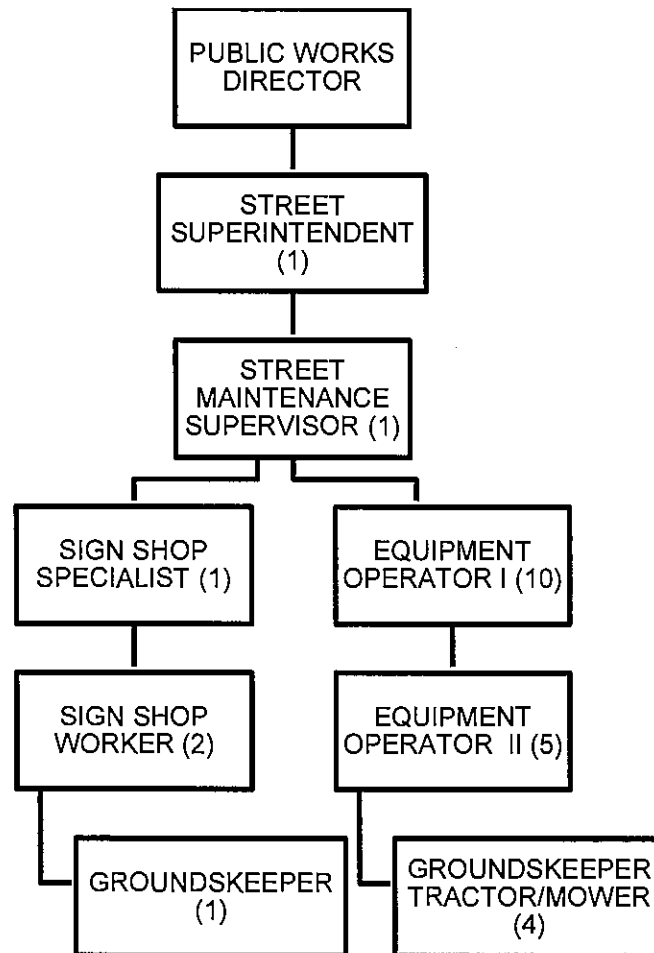 PUBLIC WORKS
DIRECTOR
STREET
SUPERINTENDENT
(1)
STREET
MAINTENANCE
SUPERVISOR (1)
SIGN SHOP
SPECIALIST (1)
EQUIPMENT
OPERATOR I (10)
SIGN SHOP
WORKER (2)
EQUIPMENT
OPERATOR II (5)
GROUNDSKEEPER
(1)
GROUNDSKEEPER
TRACTOR/MOWER
(4)